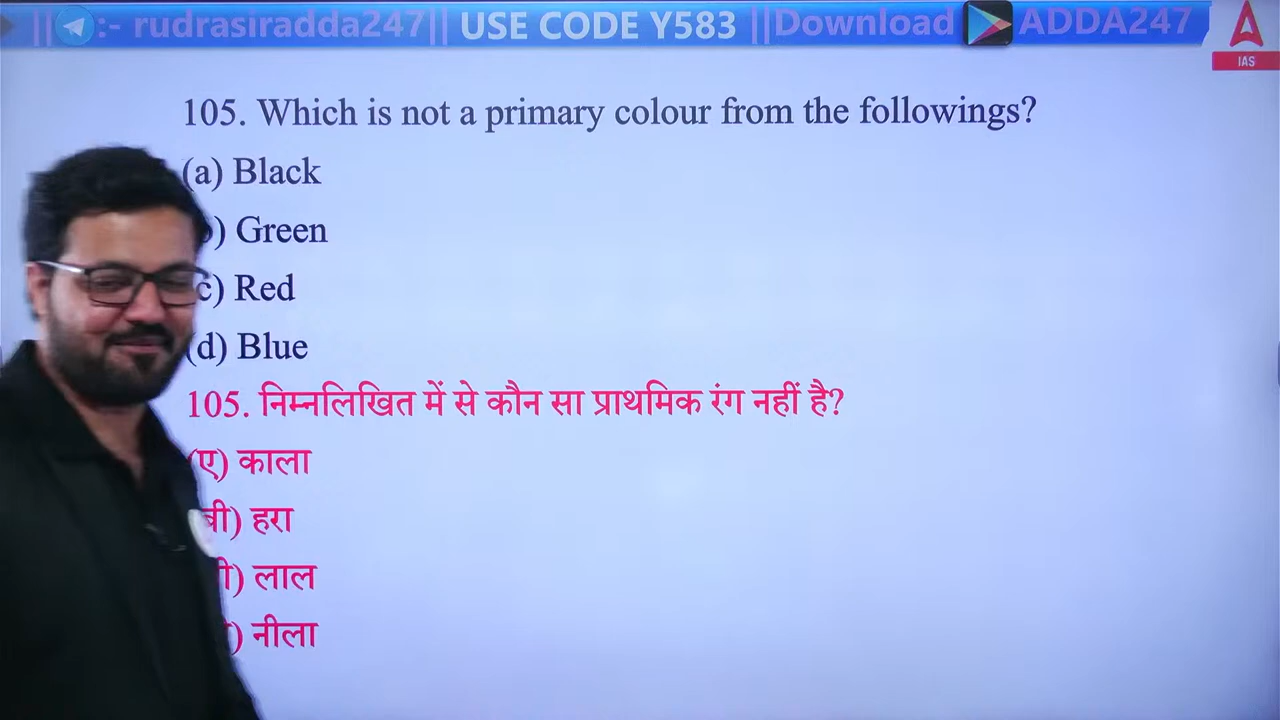 ||:- rudrasiradda247|| USE CODE Y583 ||Download ADDA247
IAS
105. Which is not a primary colour from the followings?
(a) Black
) Green
c) Red
(d) Blue
105. निम्नलिखित में से कौन सा प्राथमिक रंग नहीं है?
(ए) काला
बी) हरा
) लाल
) नीला